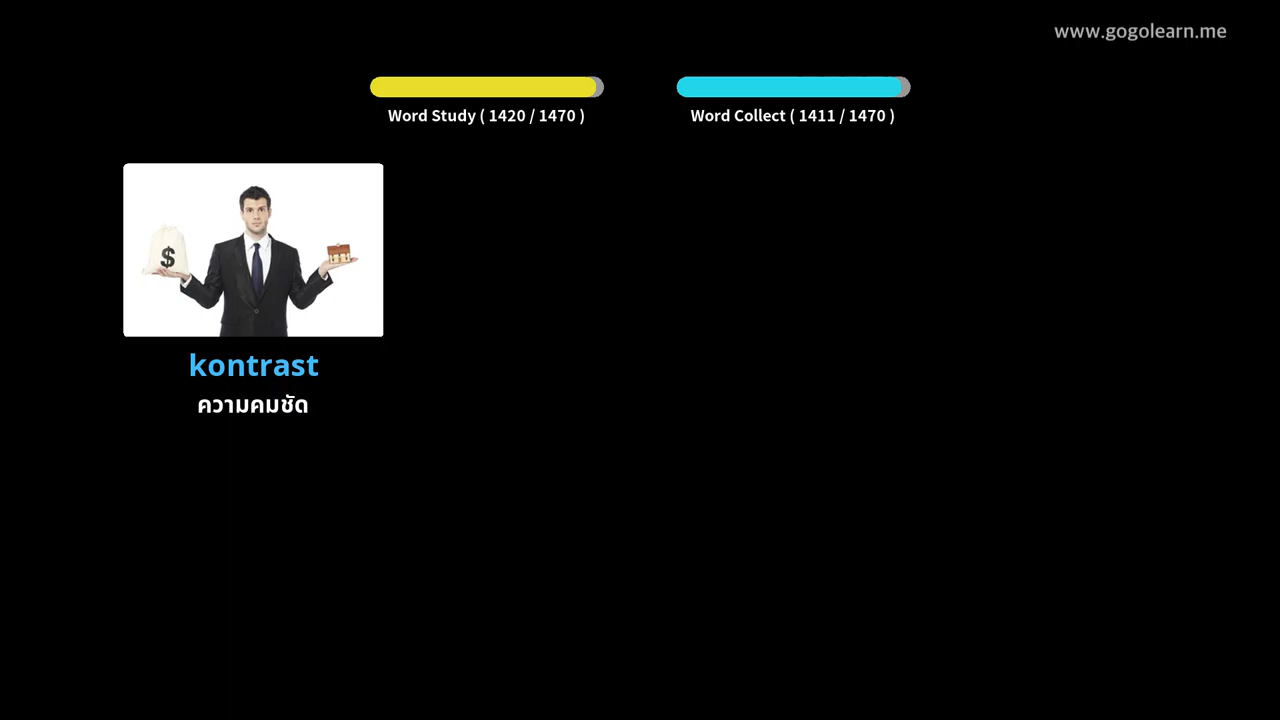 www.gogolearn.me
Word Study ( 1420 / 1470 )
Word Collect ( 1411 / 1470 )
$
kontrast
ความคมชัด